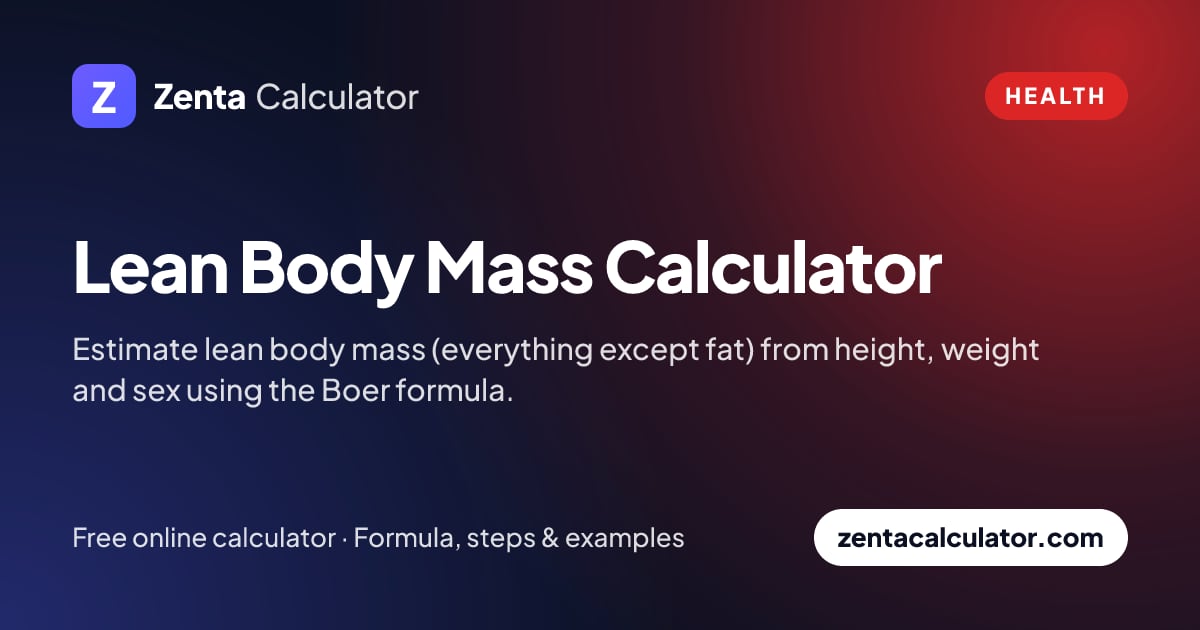 Z Zenta Calculator
HEALTH
Lean Body Mass Calculator
Estimate lean body mass (everything except fat) from height, weight
and sex using the Boer formula.
Free online calculator · Formula, steps & examples
zentacalculator.com